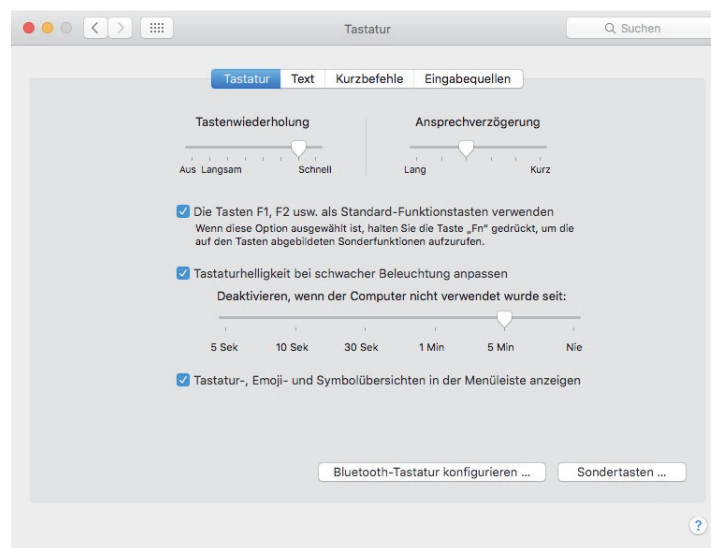 Tastatur
Suchen
Tastatur Text Kurzbefehle Eingabequellen
Tastenwiederholung Ansprechverzögerung
Aus Langsam Schnell Lang Kurz
Die Tasten F1, F2 usw. als Standard-Funktionstasten verwenden
Wenn diese Option ausgewählt ist, halten Sie die Taste „Fn" gedrückt, um die
auf den Tasten abgebildeten Sonderfunktionen aufzurufen.
Tastaturhelligkeit bei schwacher Beleuchtung anpassen
Deaktivieren, wenn der Computer nicht verwendet wurde seit:
5 Sek 10 Sek 30 Sek 1 Min 5 Min Nie
Tastatur-, Emoji- und Symbolübersichten in der Menüleiste anzeigen
Bluetooth-Tastatur konfigurieren ... Sondertasten ...
?